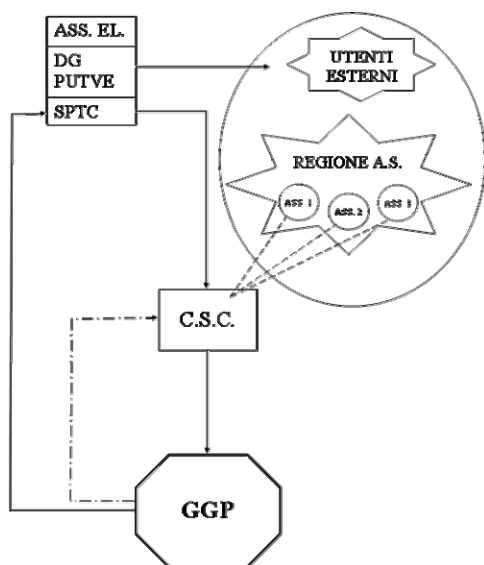 ASS. EL.
DG
PUTVE
SPTC
UTENTI
ESTERNI
REGIONE A.S.
ASS 1
ASS.2
ASS 3
C.S.C.
GGP